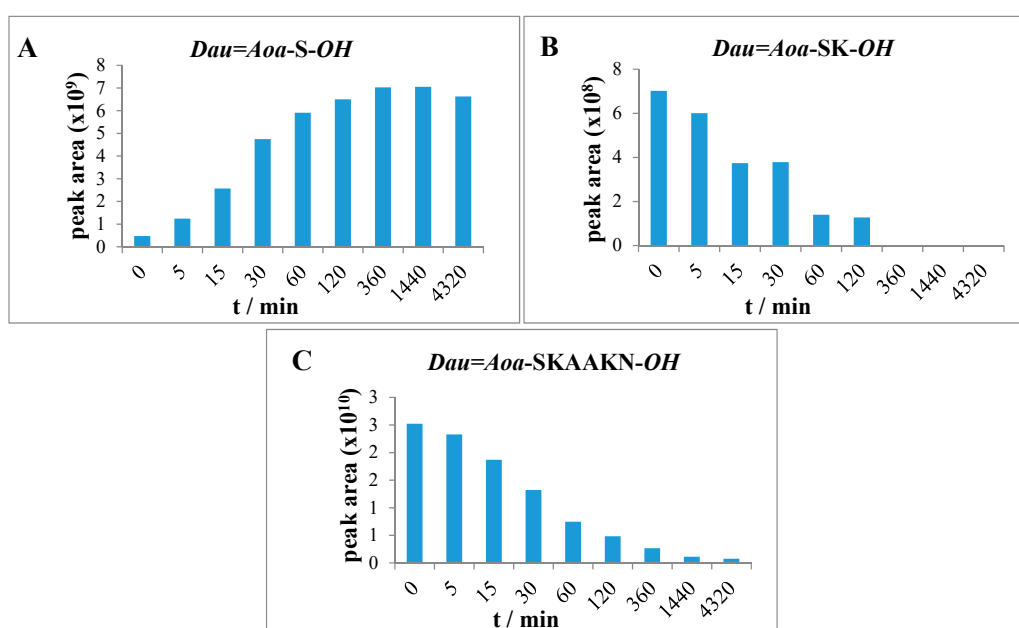 A
Dau=Aoa-S-OH
peak area (x10⁹)
8
7
6
5
4
3
2
1
0
0 5 15 30 60 120 360 1440 4320
t / min
B
Dau=Aoa-SK-OH
peak area (x10⁸)
8
6
4
2
0
0 5 15 30 60 120 360 1440 4320
t / min
C
Dau=Aoa-SKAAKN-OH
peak area (x10¹⁰)
3
3
2
2
1
1
0
0 5 15 30 60 120 360 1440 4320
t / min